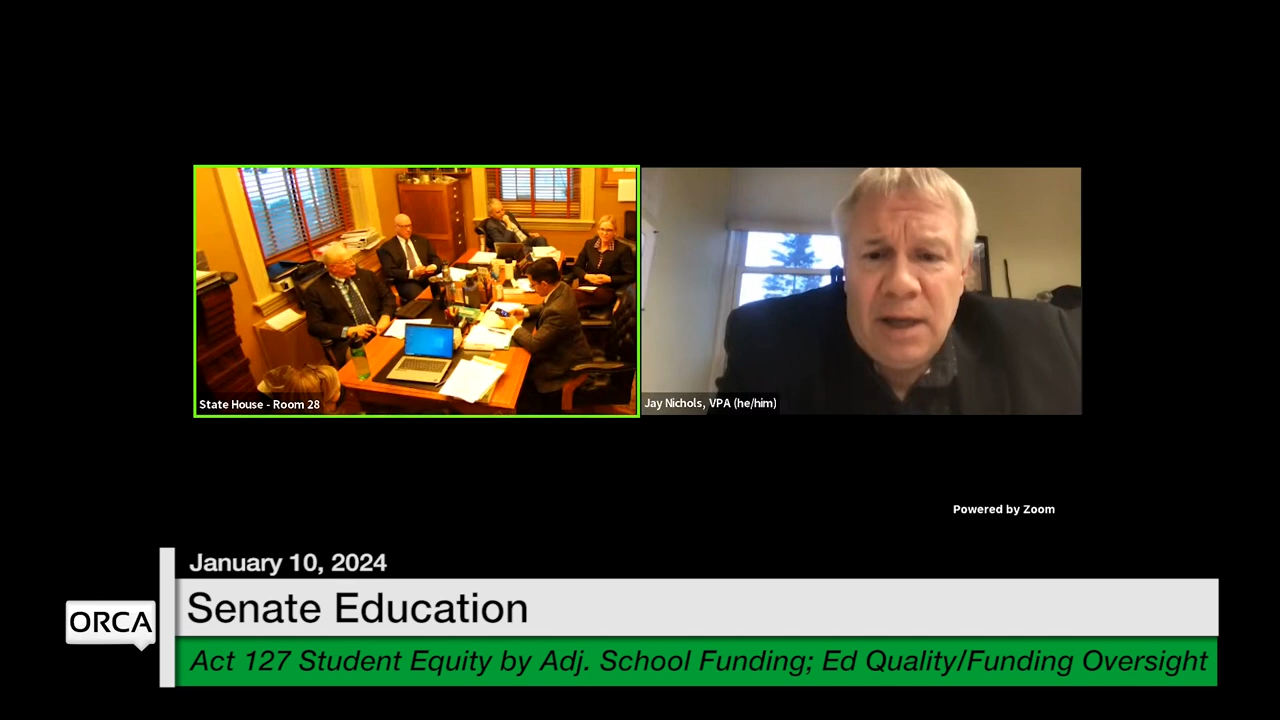 State House - Room 28
Jay Nichols, VPA (he/him)
Powered by Zoom
January 10, 2024
Senate Education
ORCA
Act 127 Student Equity by Adj. School Funding; Ed Quality/Funding Oversight